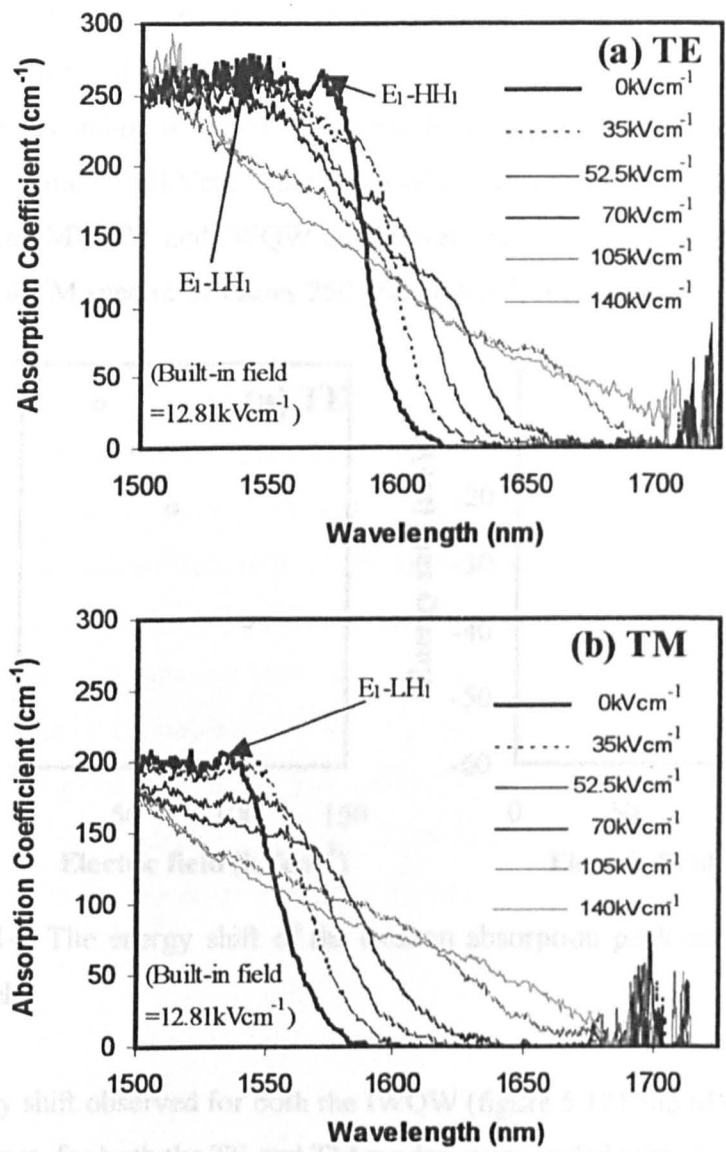 (a) TE
Absorption Coefficient (cm⁻¹)
300
250
200
150
100
50
0
E₁-HH₁
E₁-LH₁
0kVcm⁻¹
35kVcm⁻¹
52.5kVcm⁻¹
70kVcm⁻¹
105kVcm⁻¹
140kVcm⁻¹
(Built-in field
=12.81kVcm⁻¹)
1500 1550 1600 1650 1700
Wavelength (nm)
(b) TM
Absorption Coefficient (cm⁻¹)
300
250
200
150
100
50
0
E₁-LH₁
0kVcm⁻¹
35kVcm⁻¹
52.5kVcm⁻¹
70kVcm⁻¹
105kVcm⁻¹
140kVcm⁻¹
(Built-in field
=12.81kVcm⁻¹)
1500 1550 1600 1650 1700
Wavelength (nm)